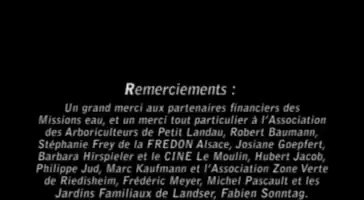 Remerciements :
Un grand merci aux partenaires financiers des
Missions eau, et un merci tout particulier à l'Association
des Arboriculteurs de Petit Landau, Robert Baumann,
Stéphanie Frey de la FREDON Alsace, Josiane Goepfert,
Barbara Hirspieler et le CINE Le Moulin, Hubert Jacob,
Philippe Jud, Marc Kaufmann et l'Association Zone Verte
de Riedisheim, Frédéric Meyer, Michel Pascault et les
Jardins Familiaux de Landser, Fabien Sonntag.